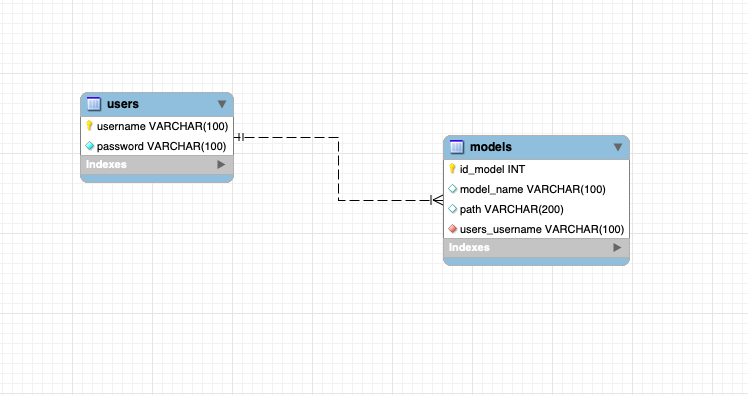 users
username VARCHAR(100)
password VARCHAR(100)
Indexes
models
id_model INT
model_name VARCHAR(100)
path VARCHAR(200)
users_username VARCHAR(100)
Indexes